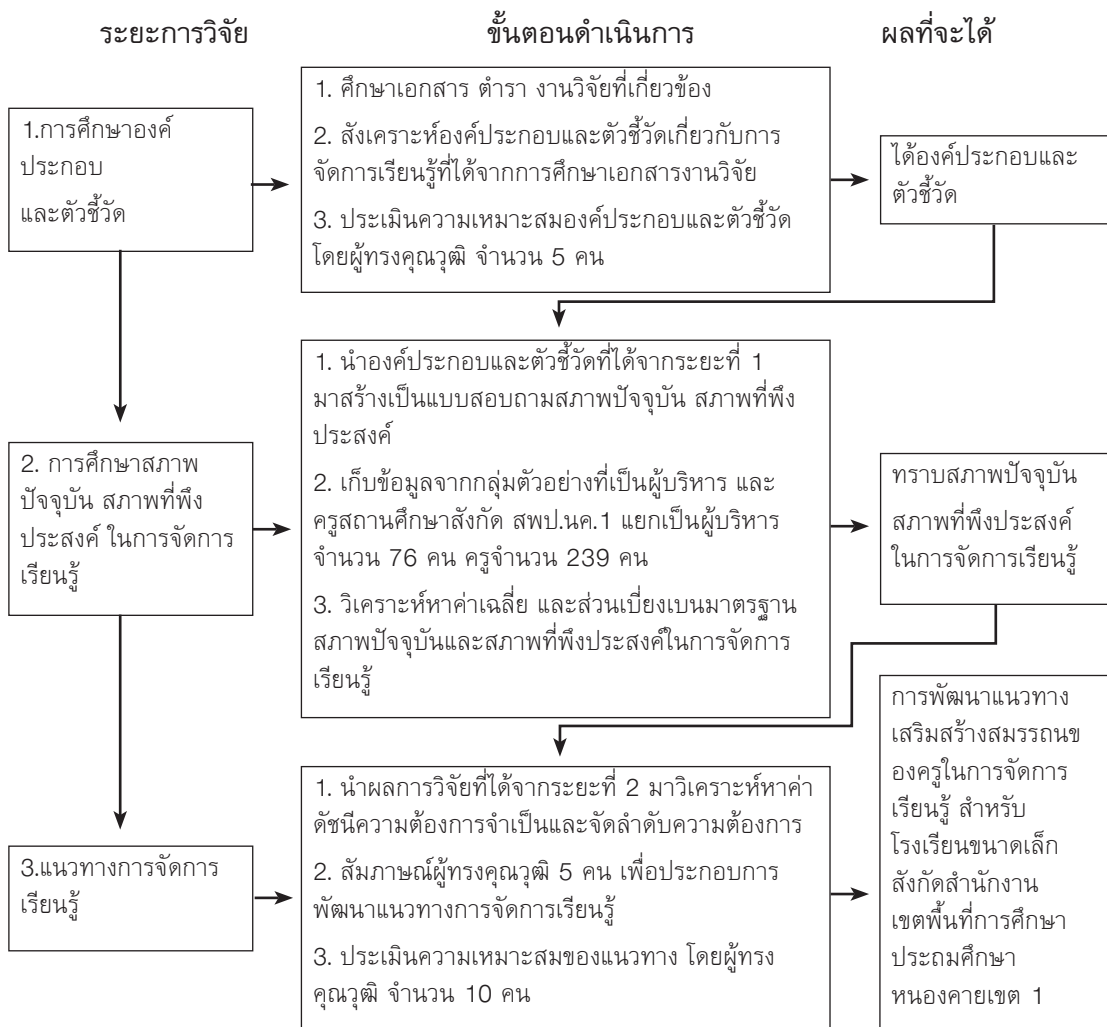 ระยะการวิจัย
ขั้นตอนดำเนินการ
ผลที่จะได้
1.การศึกษาองค์
ประกอบ
และตัวชี้วัด
1. ศึกษาเอกสาร ตำรา งานวิจัยที่เกี่ยวข้อง
2. สังเคราะห์องค์ประกอบและตัวชี้วัดเกี่ยวกับการ
จัดการเรียนรู้ที่ได้จากการศึกษาเอกสารงานวิจัย
3. ประเมินความเหมาะสมองค์ประกอบและตัวชี้วัด
โดยผู้ทรงคุณวุฒิ จำนวน 5 คน
ได้องค์ประกอบและ
ตัวชี้วัด
2. การศึกษาสภาพ
ปัจจุบัน สภาพที่พึง
ประสงค์ ในการจัดการ
เรียนรู้
1. นำองค์ประกอบและตัวชี้วัดที่ได้จากระยะที่ 1
มาสร้างเป็นแบบสอบถามสภาพปัจจุบัน สภาพที่พึง
ประสงค์
2. เก็บข้อมูลจากกลุ่มตัวอย่างที่เป็นผู้บริหาร และ
ครูสถานศึกษาสังกัด สพป.นค.1 แยกเป็นผู้บริหาร
จำนวน 76 คน ครูจำนวน 239 คน
3. วิเคราะห์หาค่าเฉลี่ย และส่วนเบี่ยงเบนมาตรฐาน
สภาพปัจจุบันและสภาพที่พึงประสงค์ในการจัดการ
เรียนรู้
ทราบสภาพปัจจุบัน
สภาพที่พึงประสงค์
ในการจัดการเรียนรู้
3.แนวทางการจัดการ
เรียนรู้
1. นำผลการวิจัยที่ได้จากระยะที่ 2 มาวิเคราะห์หาค่า
ดัชนีความต้องการจำเป็นและจัดลำดับความต้องการ
2. สัมภาษณ์ผู้ทรงคุณวุฒิ 5 คน เพื่อประกอบการ
พัฒนาแนวทางการจัดการเรียนรู้
3. ประเมินความเหมาะสมของแนวทาง โดยผู้ทรง
คุณวุฒิ จำนวน 10 คน
การพัฒนาแนวทาง
เสริมสร้างสมรรถนข
องครูในการจัดการ
เรียนรู้ สำหรับ
โรงเรียนขนาดเล็ก
สังกัดสำนักงาน
เขตพื้นที่การศึกษา
ประถมศึกษา
หนองคายเขต 1